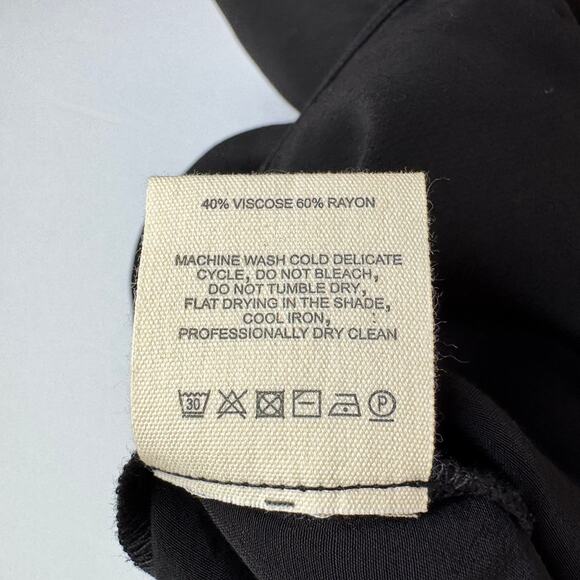 40% VISCOSE 60% RAYON
MACHINE WASH COLD DELICATE
CYCLE, DO NOT BLEACH,
DO NOT TUMBLE DRY,
FLAT DRYING IN THE SHADE,
COOL IRON,
PROFESSIONALLY DRY CLEAN
30 P